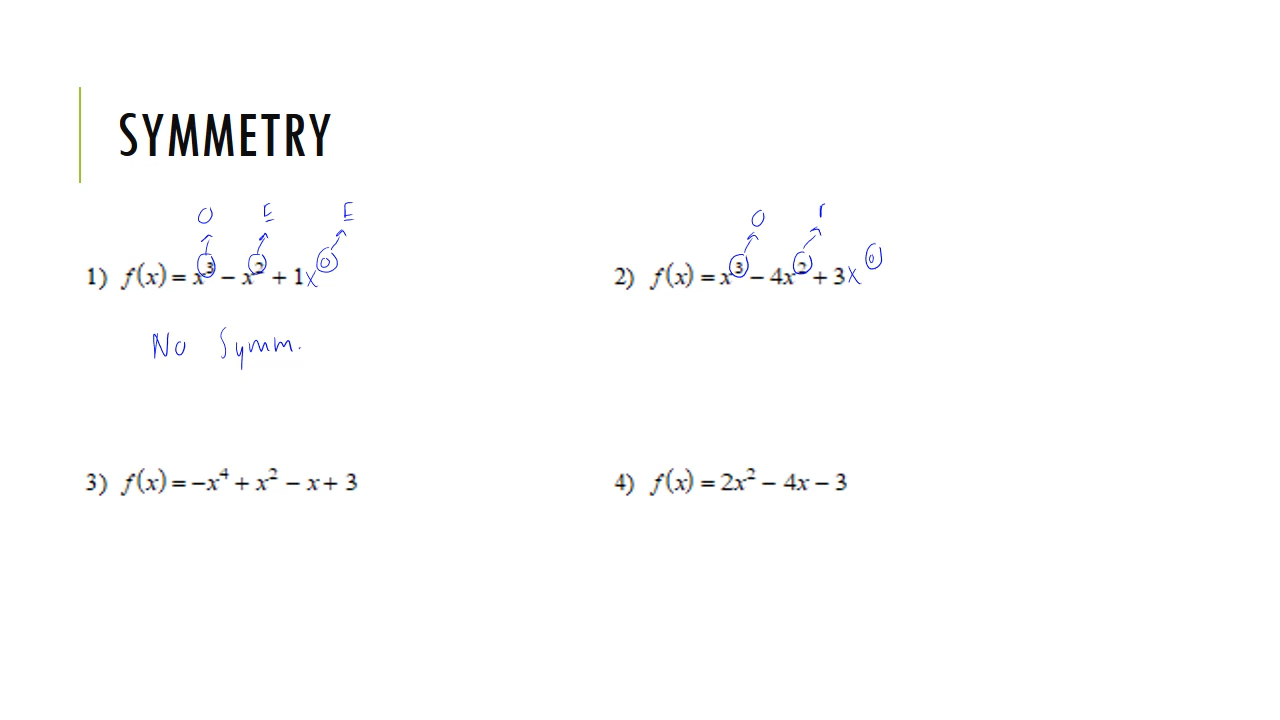 SYMMETRY
O E E
1) f(x) = x³ − x² + 1x⁰
No Symm.
O
2) f(x) = x³ − 4x² + 3x⁰
3) f(x) = −x⁴ + x² − x + 3
4) f(x) = 2x² − 4x − 3